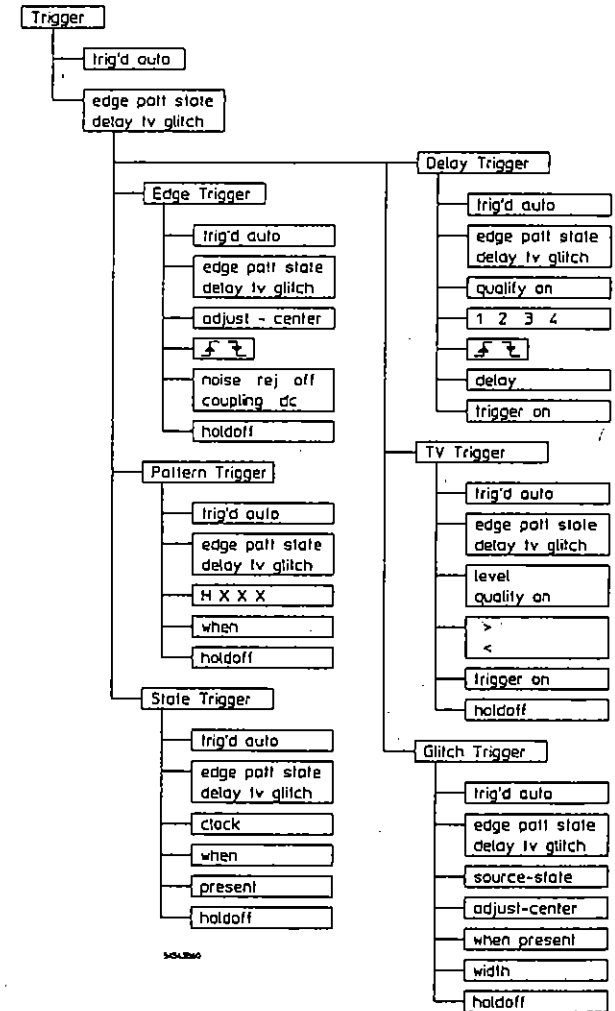 Trigger
trig'd auto
edge patt state
delay tv glitch
Edge Trigger
trig'd auto
edge patt state
delay tv glitch
adjust - center
noise rej off
coupling dc
holdoff
Pattern Trigger
trig'd auto
edge patt state
delay tv glitch
H X X X
when
holdoff
State Trigger
trig'd auto
edge patt state
delay tv glitch
clock
when
present
holdoff
Delay Trigger
trig'd auto
edge patt state
delay tv glitch
qualify on
1 2 3 4
delay
trigger on
TV Trigger
trig'd auto
edge patt state
delay tv glitch
level
qualify on
>
<
trigger on
holdoff
Glitch Trigger
trig'd auto
edge patt state
delay tv glitch
source-state
adjust-center
when present
width
holdoff